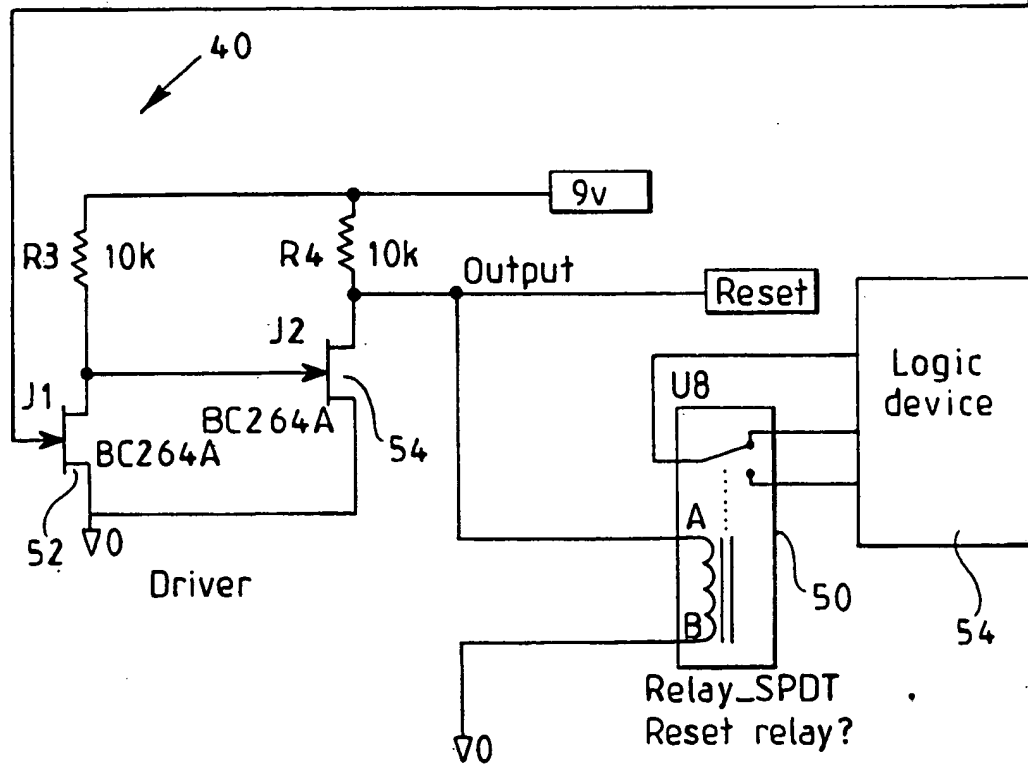 40
9v
R3 10k
R4 10k
Output
Reset
J2
J1
U8
Logic
device
BC264A
BC264A
54
52
0
A
50
Driver
B
54
Relay_SPDT
Reset relay?
0